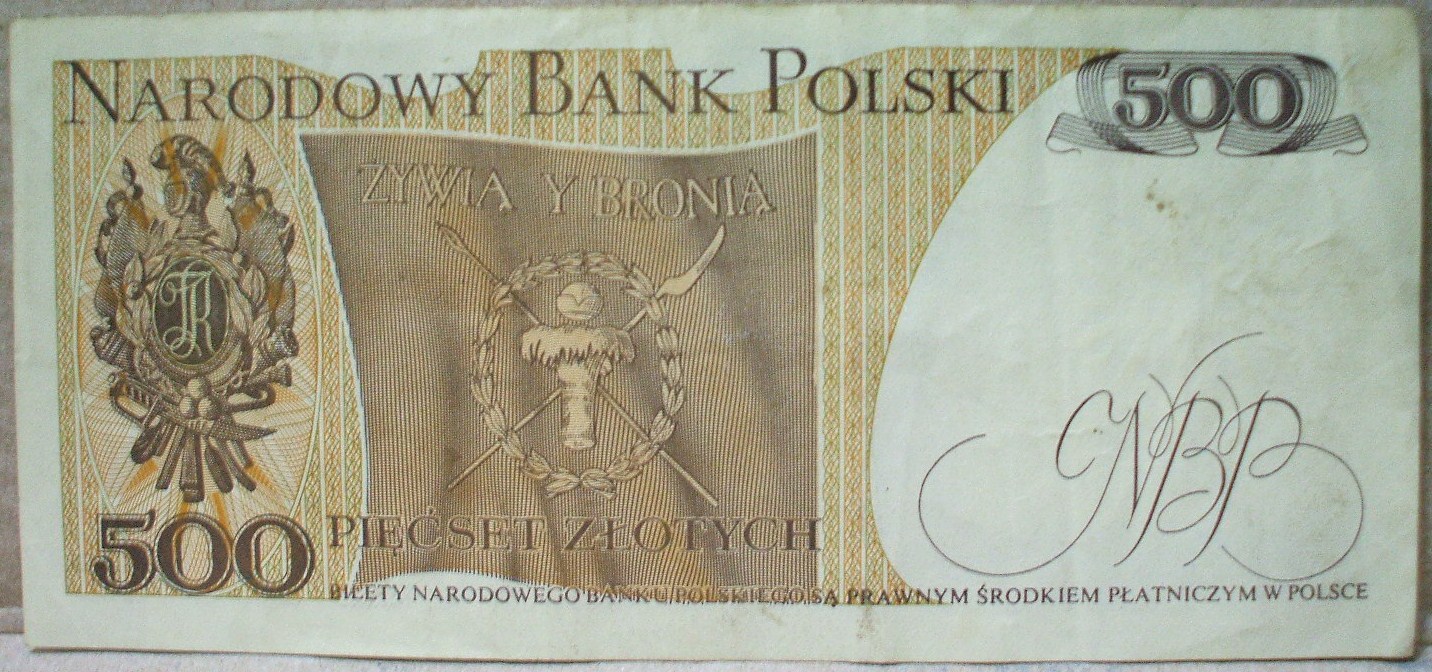 NARODOWY BANK POLSKI
500
ŻYWIĄ Y BRONIĄ
TK
NBP
500
PIĘĆSET ZŁOTYCH
BILETY NARODOWEGO BANKU POLSKIEGO SĄ PRAWNYM ŚRODKIEM PŁATNICZYM W POLSCE